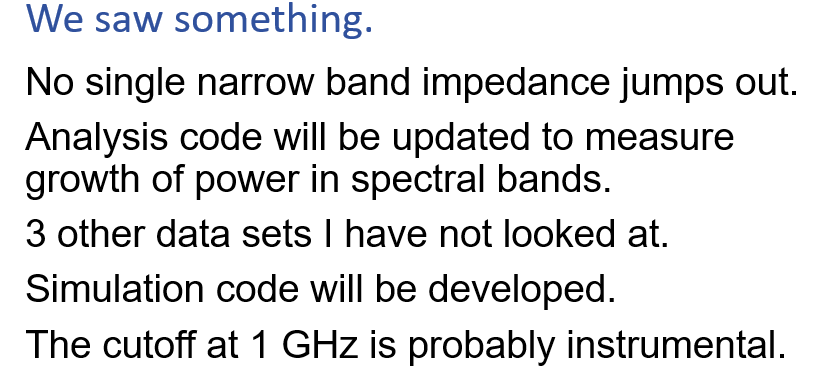 We saw something.
No single narrow band impedance jumps out.
Analysis code will be updated to measure
growth of power in spectral bands.
3 other data sets I have not looked at.
Simulation code will be developed.
The cutoff at 1 GHz is probably instrumental.